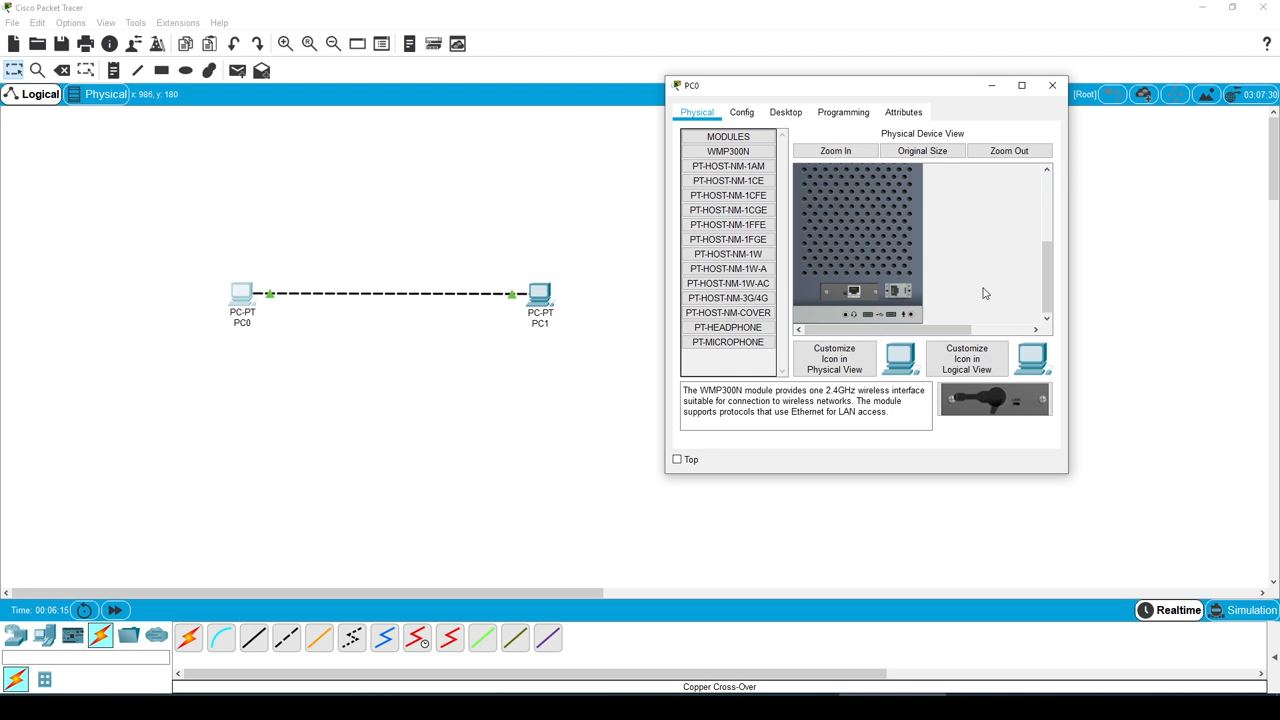 Cisco Packet Tracer
File Edit Options View Tools Extensions Help
Logical Physical x: 986, y: 180
[Root] 03:07:30
PC0
Physical Config Desktop Programming Attributes
MODULES
WMP300N
PT-HOST-NM-1AM
PT-HOST-NM-1CE
PT-HOST-NM-1CFE
PT-HOST-NM-1CGE
PT-HOST-NM-1FFE
PT-HOST-NM-1FGE
PT-HOST-NM-1W
PT-HOST-NM-1W-A
PT-HOST-NM-1W-AC
PT-HOST-NM-3G/4G
PT-HOST-NM-COVER
PT-HEADPHONE
PT-MICROPHONE
Physical Device View
Zoom In Original Size Zoom Out
Customize
Icon in
Physical View
Customize
Icon in
Logical View
The WMP300N module provides one 2.4GHz wireless interface
suitable for connection to wireless networks. The module
supports protocols that use Ethernet for LAN access.
Top
PC-PT
PC0
PC-PT
PC1
Time: 00:06:15
Realtime Simulation
Copper Cross-Over